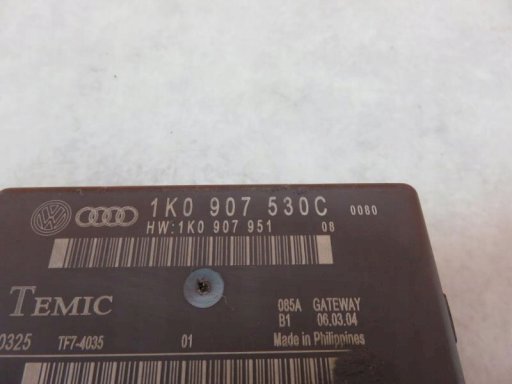 1K0 907 530C 0080
HW:1K0 907 951 08
TEMIC 085A GATEWAY
B1 06.03.04
0325 TF7-4035 01 Made in Philippines